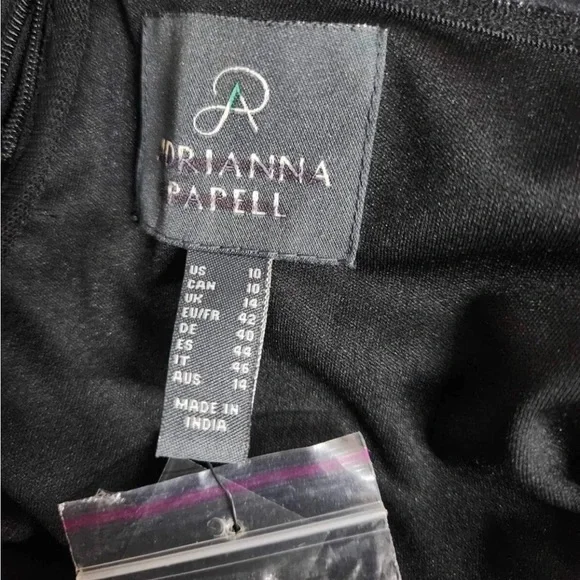 ADRIANNA
PAPELL
US 10
CAN 10
UK 14
EU/FR 42
DE 40
ES 44
IT 46
AUS 14
MADE IN
INDIA